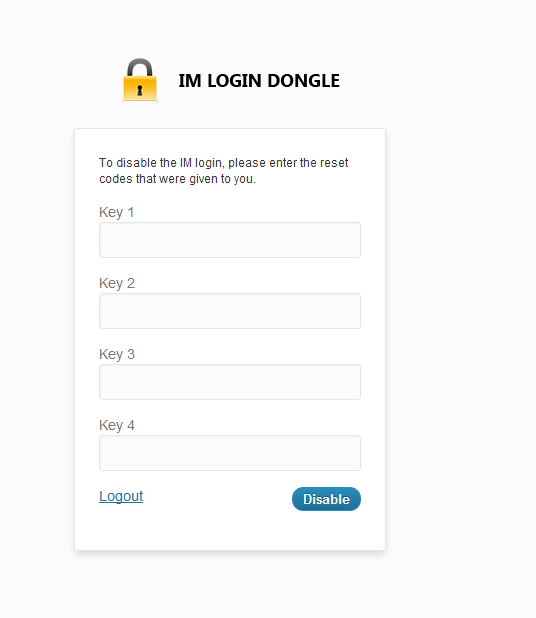 IM LOGIN DONGLE
To disable the IM login, please enter the reset
codes that were given to you.
Key 1
Key 2
Key 3
Key 4
Logout
Disable